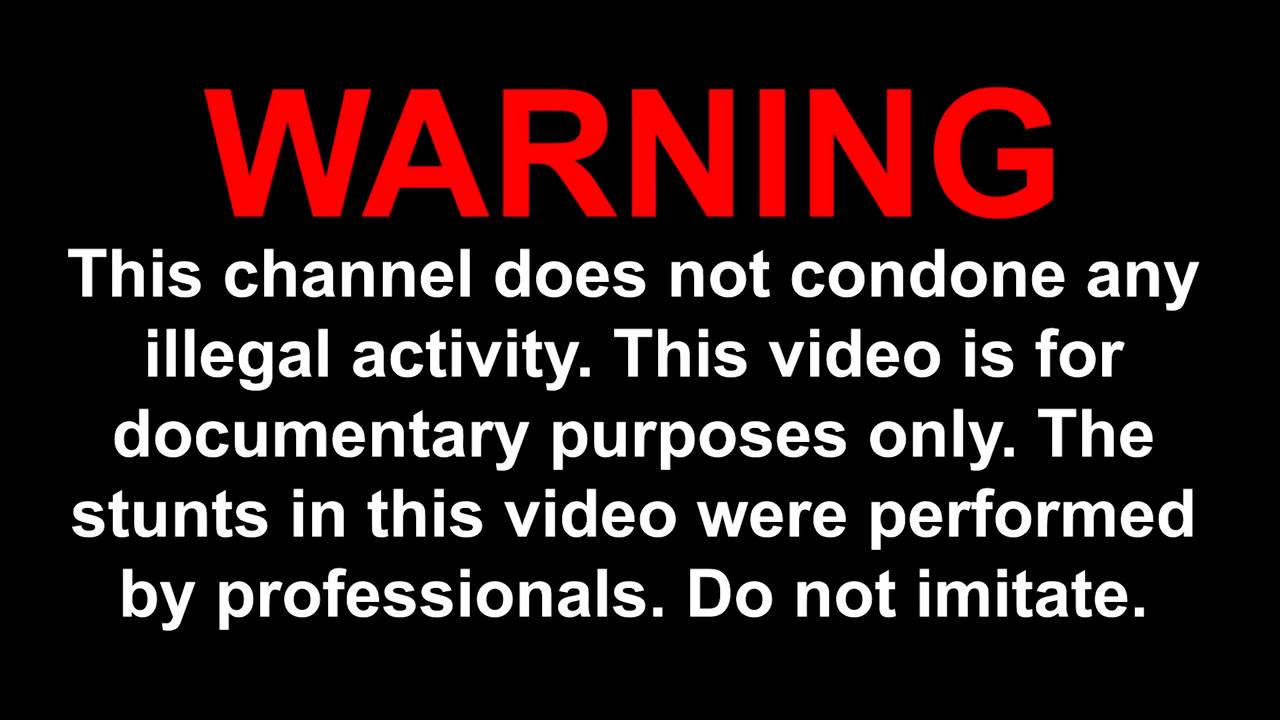 WARNING
This channel does not condone any
illegal activity. This video is for
documentary purposes only. The
stunts in this video were performed
by professionals. Do not imitate.